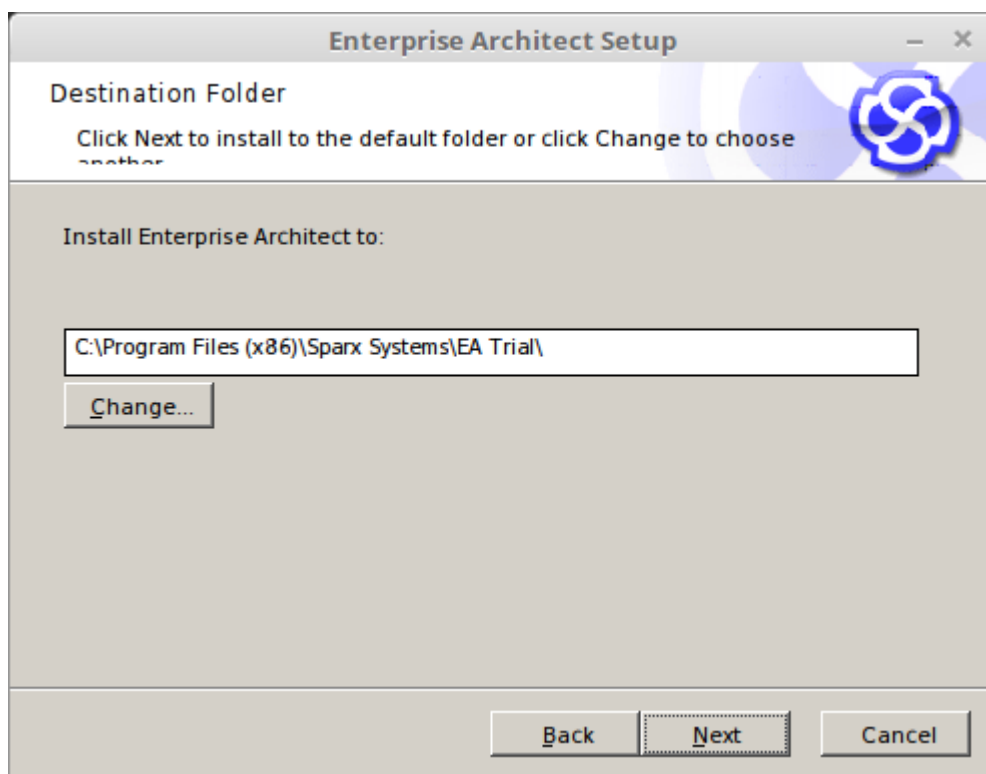 Enterprise Architect Setup
Destination Folder
Click Next to install to the default folder or click Change to choose
another
Install Enterprise Architect to:
C:\Program Files (x86)\Sparx Systems\EA Trial\
Change...
Back Next Cancel